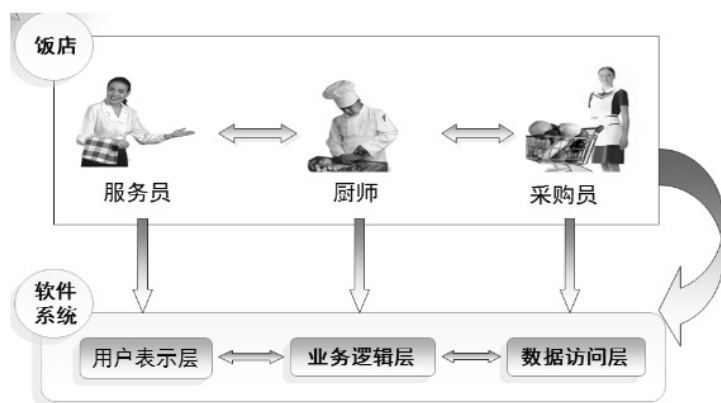 饭店
服务员
厨师
采购员
软件
系统
用户表示层
业务逻辑层
数据访问层